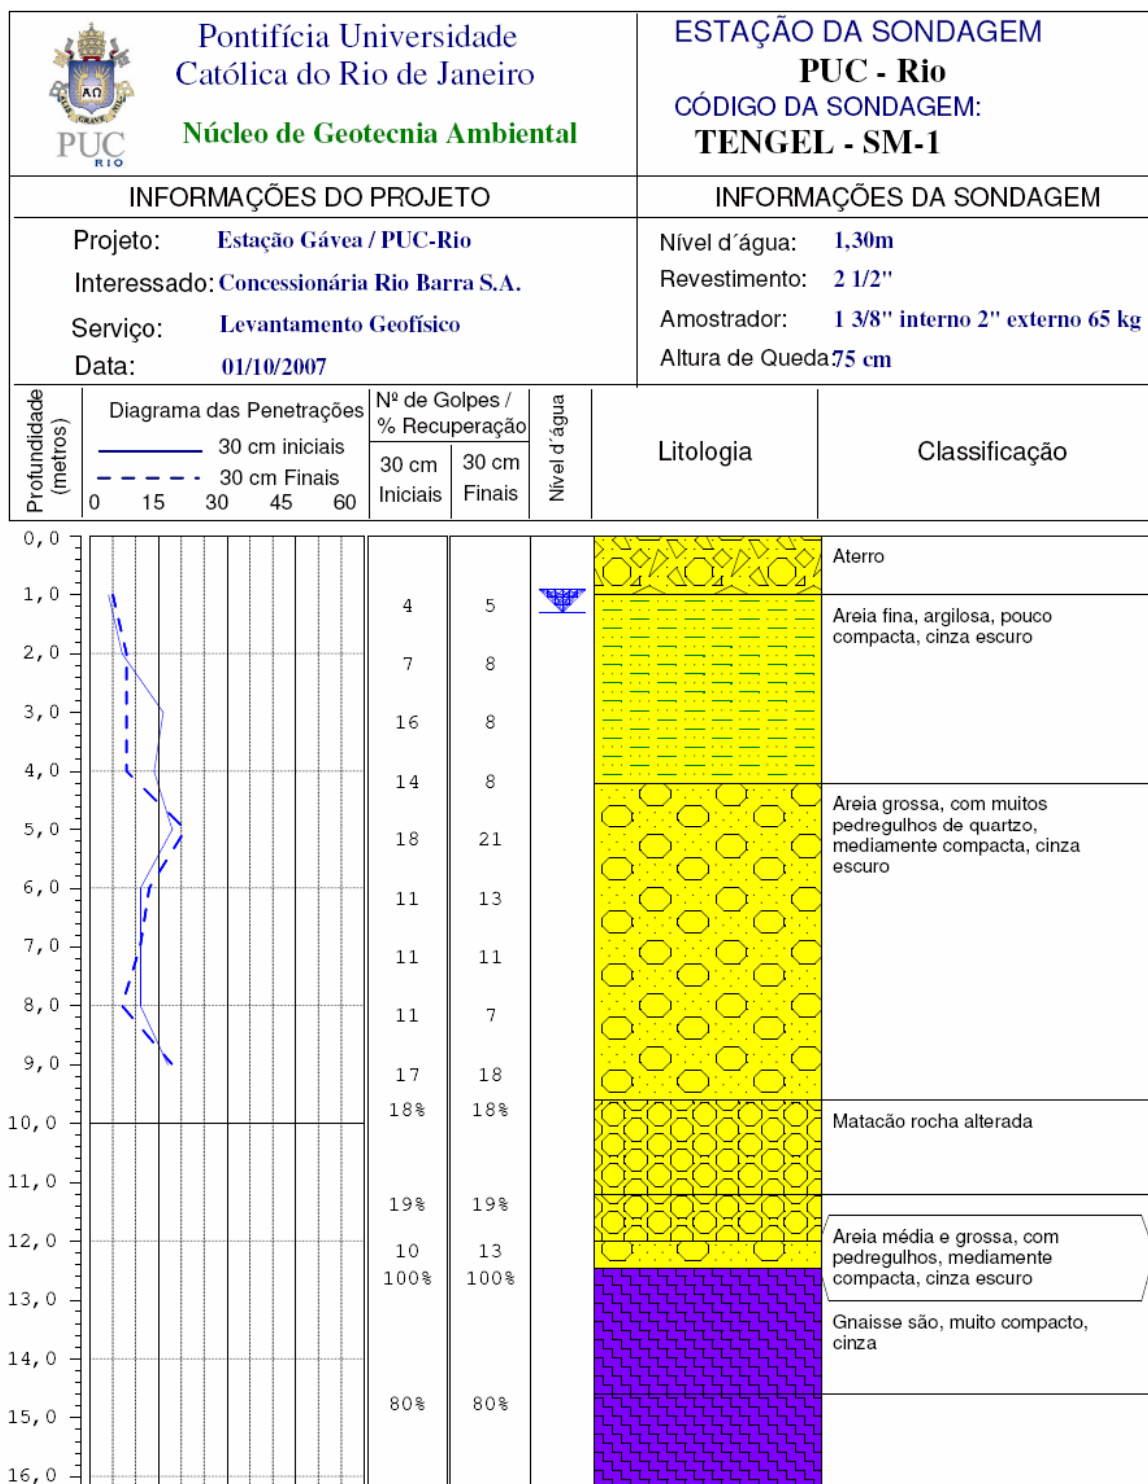 Pontifícia Universidade
Católica do Rio de Janeiro
Núcleo de Geotecnia Ambiental
ΑΩ
PUC
RIO
ESTAÇÃO DA SONDAGEM
PUC - Rio
CÓDIGO DA SONDAGEM:
TENGEL - SM-1
INFORMAÇÕES DO PROJETO
INFORMAÇÕES DA SONDAGEM
Projeto: Estação Gávea / PUC-Rio
Interessado: Concessionária Rio Barra S.A.
Serviço: Levantamento Geofísico
Data: 01/10/2007
Nível d´água: 1,30m
Revestimento: 2 1/2"
Amostrador: 1 3/8" interno 2" externo 65 kg
Altura de Queda: 75 cm
Profundidade
(metros)
Diagrama das Penetrações
30 cm iniciais
30 cm Finais
0 15 30 45 60
Nº de Golpes /
% Recuperação
30 cm
Iniciais
30 cm
Finais
Nível d´água
Litologia
Classificação
0,0
Aterro
1,0
4 5
Areia fina, argilosa, pouco
compacta, cinza escuro
2,0
7 8
3,0
16 8
4,0
14 8
Areia grossa, com muitos
pedregulhos de quartzo,
mediamente compacta, cinza
escuro
5,0
18 21
6,0
11 13
7,0
11 11
8,0
11 7
9,0
17 18
18% 18%
10,0
Matacão rocha alterada
11,0
19% 19%
12,0
10 13
100% 100%
Areia média e grossa, com
pedregulhos, mediamente
compacta, cinza escuro
13,0
Gnaisse são, muito compacto,
cinza
14,0
80% 80%
15,0
16,0